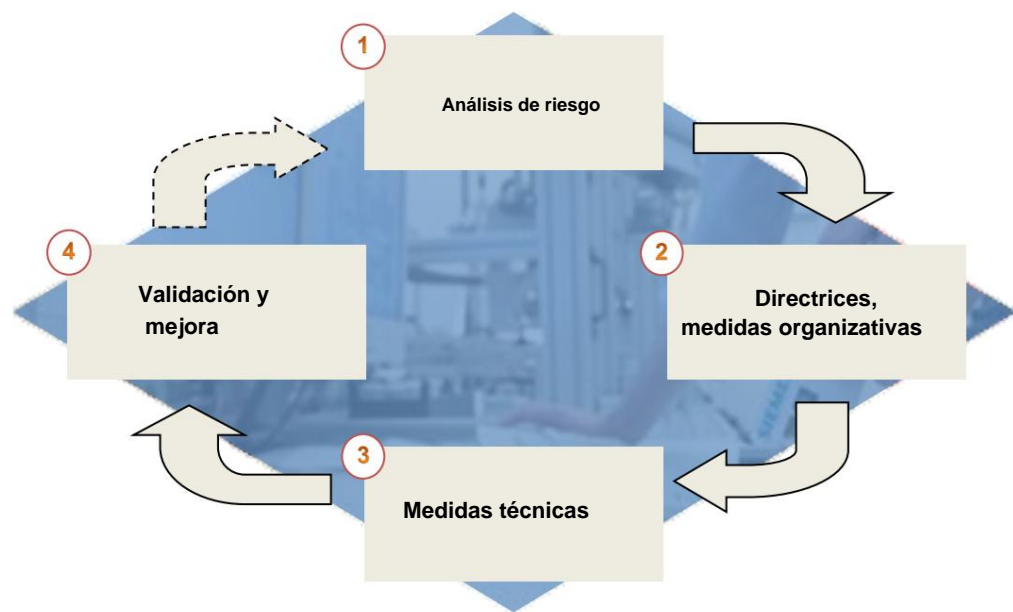 1
Análisis de riesgo
2
Directrices,
medidas organizativas
3
Medidas técnicas
4
Validación y
mejora